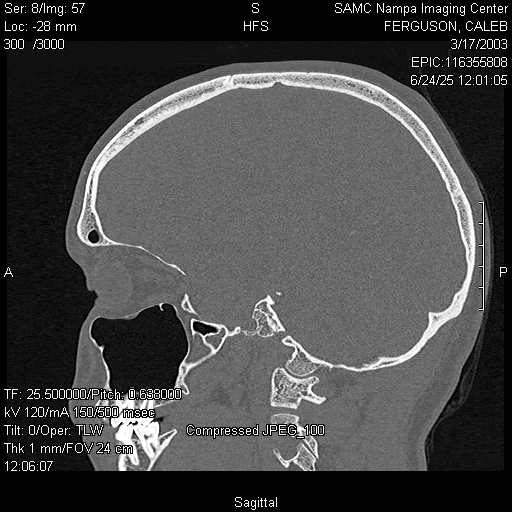 Ser: 8/Img: 57
Loc: -28 mm
300 /3000
S
HFS
SAMC Nampa Imaging Center
FERGUSON, CALEB
3/17/2003
EPIC:116355808
6/24/25 12:01:05
A
P
TF: 25.500000/Pitch: 0.698000
kV 120/mA 150/500 msec
Tilt: 0/Oper: TLW
Thk 1 mm/FOV 24 cm
12:06:07
Compressed JPEG_100
Sagittal